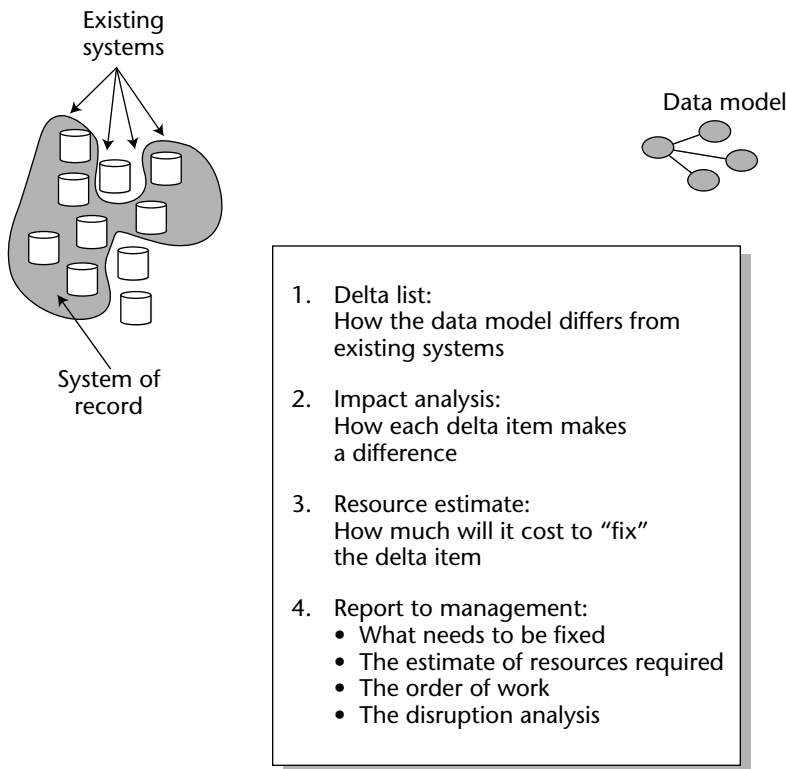 Existing
systems
Data model
System of
record
1. Delta list:
How the data model differs from
existing systems
2. Impact analysis:
How each delta item makes
a difference
3. Resource estimate:
How much will it cost to “fix”
the delta item
4. Report to management:
• What needs to be fixed
• The estimate of resources required
• The order of work
• The disruption analysis